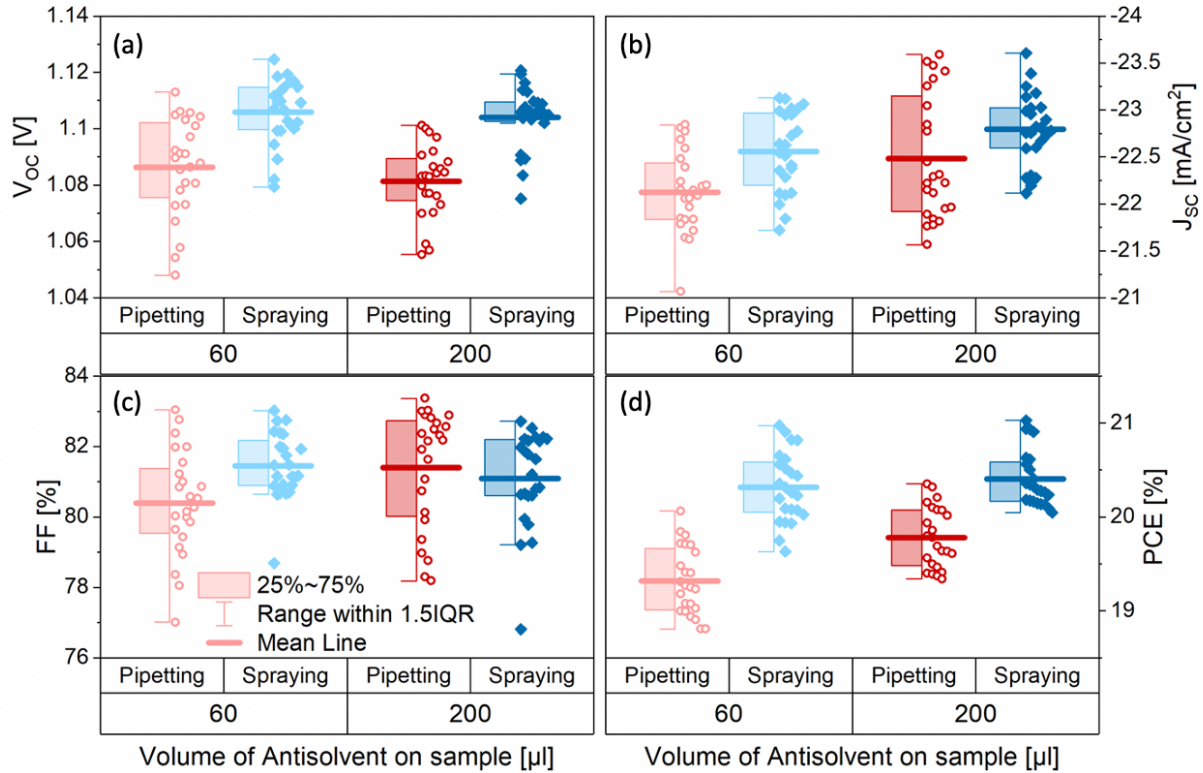 (a)
VOC [V]
1.14
1.12
1.10
1.08
1.06
1.04
Pipetting Spraying Pipetting Spraying
60 200
(b)
-24
-23.5
-23
-22.5
-22
-21.5
-21
JSC [mA/cm²]
Pipetting Spraying Pipetting Spraying
60 200
(c)
FF [%]
84
82
80
78
76
25%~75%
Range within 1.5IQR
Mean Line
Pipetting Spraying Pipetting Spraying
60 200
(d)
21
20
19
PCE [%]
Pipetting Spraying Pipetting Spraying
60 200
Volume of Antisolvent on sample [µl]
Volume of Antisolvent on sample [µl]